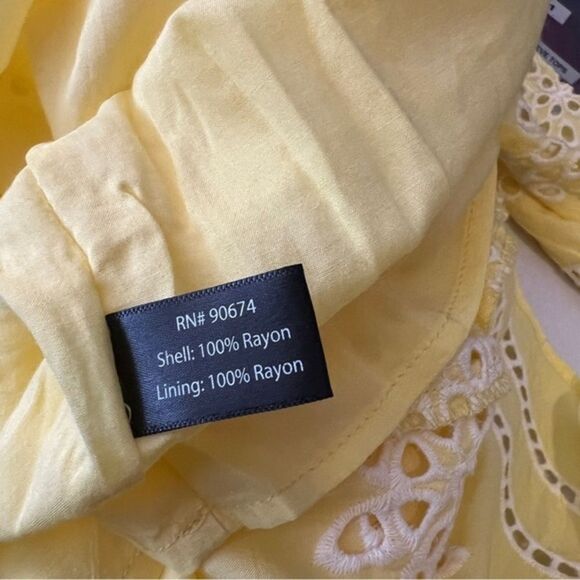 RN# 90674
Shell: 100% Rayon
Lining: 100% Rayon